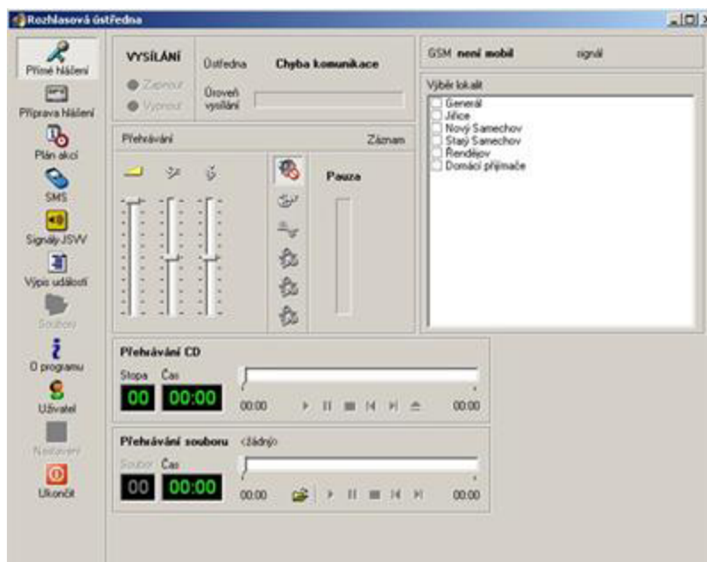 Rozhlasová ústředna
Přímé hlášení
Příprava hlášení
Plán akcí
SMS
Signály JSVV
Výpis událostí
Soubory
O programu
Uživatel
Nastavení
Ukončit
VYSÍLÁNÍ
Zapnout
Vypnout
Ústředna Chyba komunikace
Úroveň
vysílání
GSM není mobil signál
Výběr lokalit
Generál
Jiřice
Nový Samechov
Starý Samechov
Řendějov
Domácí přijímače
Přehrávání Záznam
Pauza
Přehrávání CD
Stopa Čas
00 00:00
00:00 00:00
Přehrávání souboru <žádný>
Soubor Čas
00 00:00
00:00 00:00